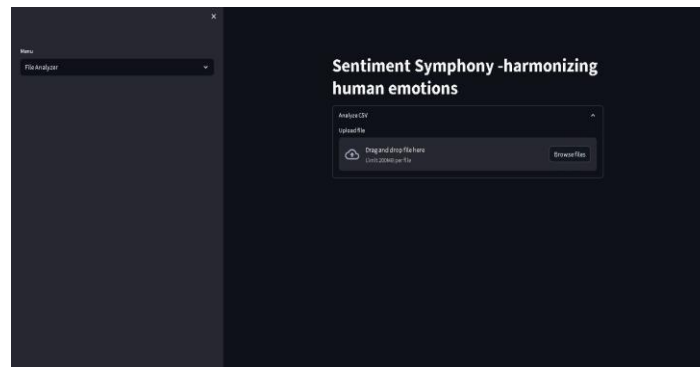 ×
Menu
File Analyzer
Sentiment Symphony -harmonizing
human emotions
Analyze CSV
Upload file
Drag and drop file here
Limit 200MB per file
Browse files